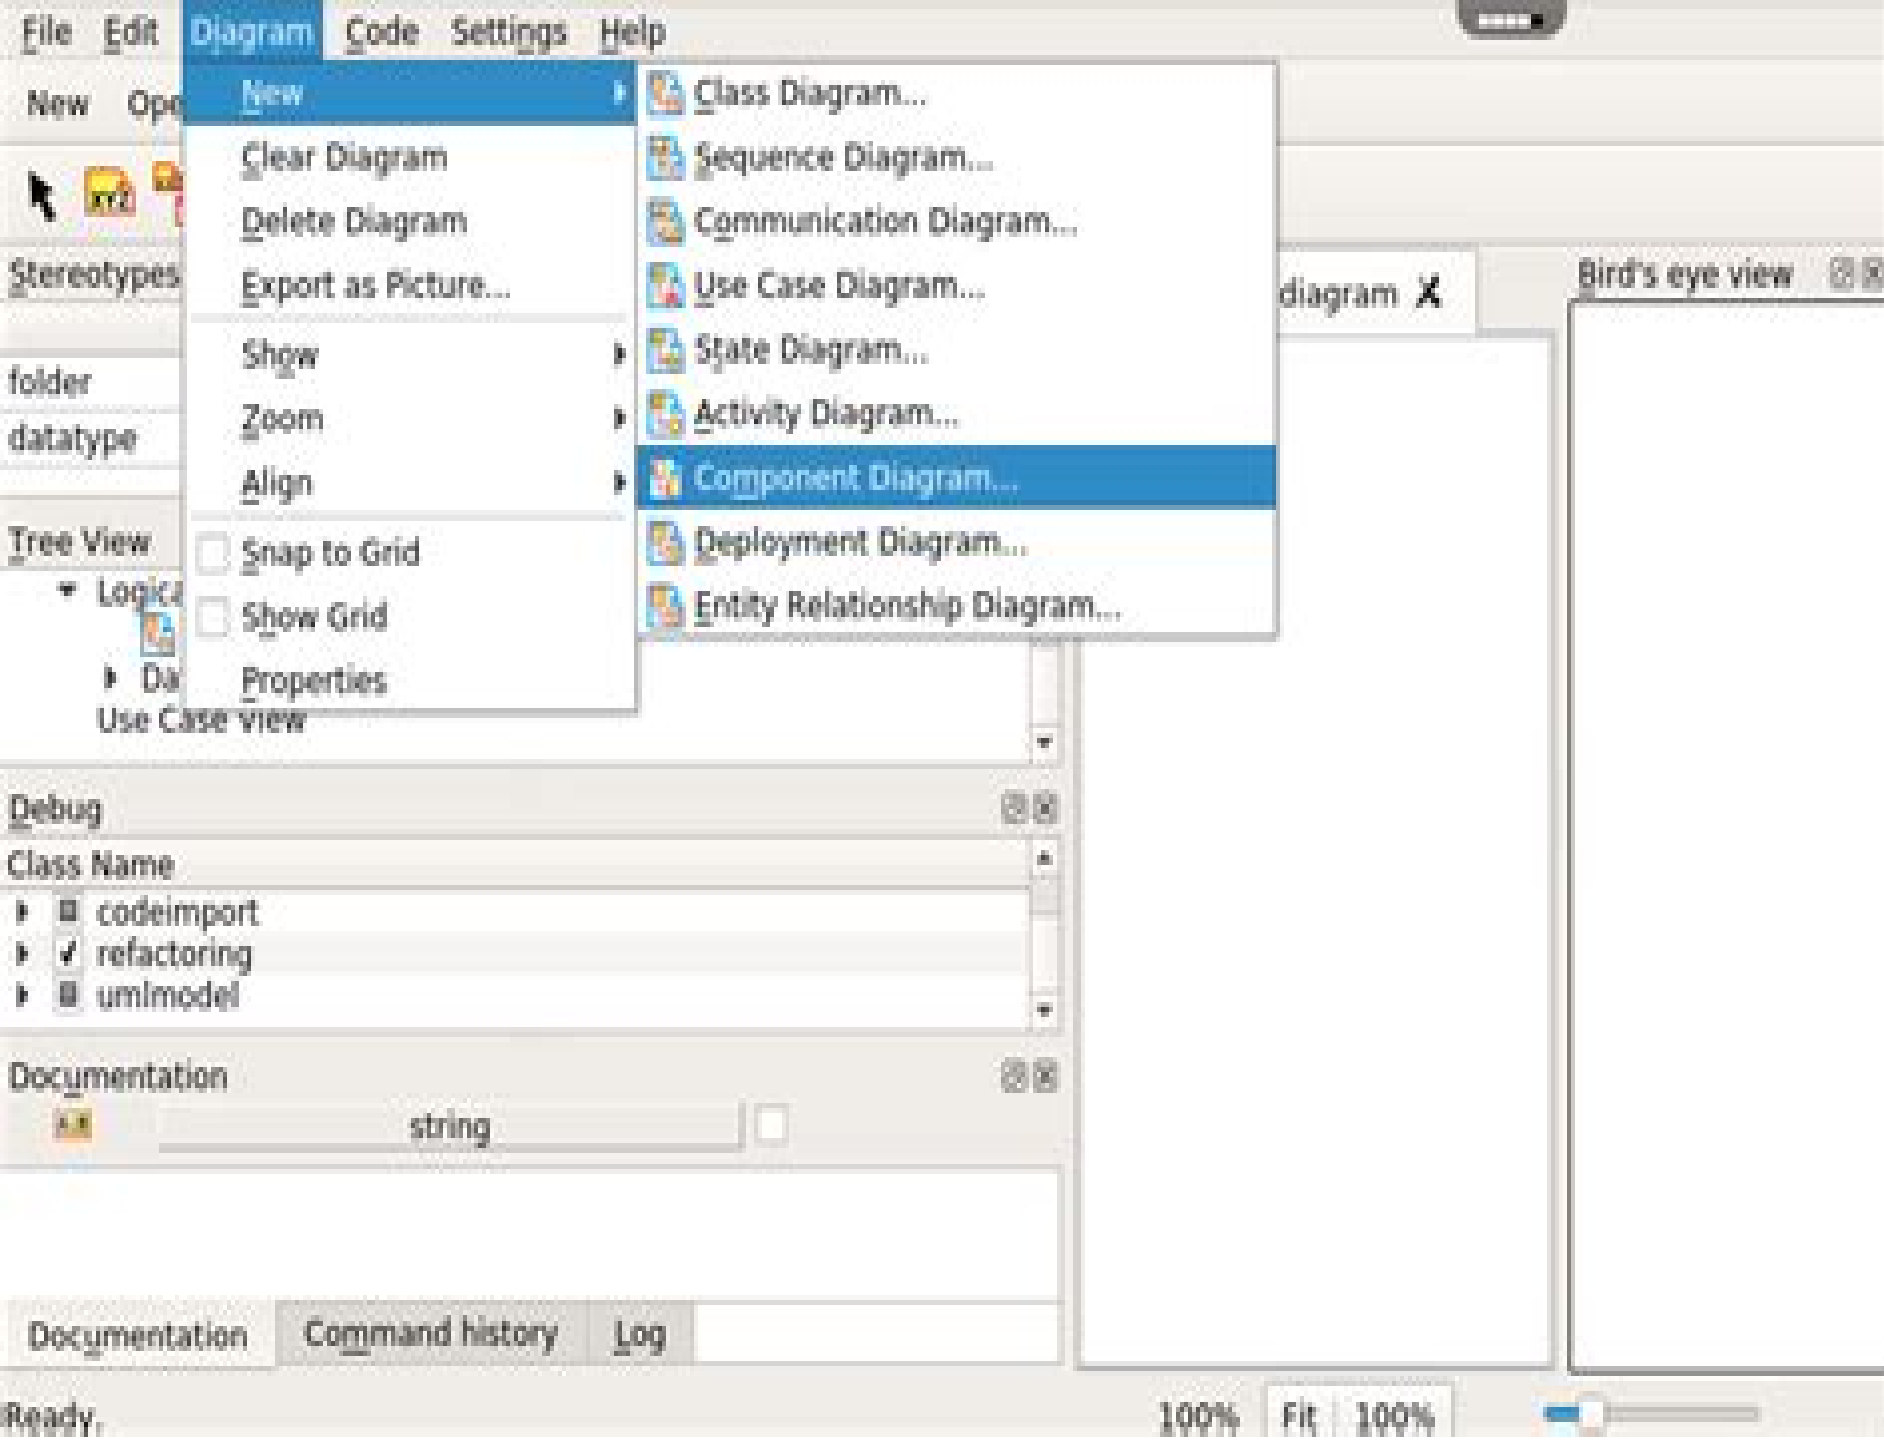 File Edit Diagram Code Settings Help
New
New
Clear Diagram
Delete Diagram
Export as Picture...
Show
Zoom
Align
Snap to Grid
Show Grid
Properties
Class Diagram...
Sequence Diagram...
Communication Diagram...
Use Case Diagram...
State Diagram...
Activity Diagram...
Component Diagram...
Deployment Diagram...
Entity Relationship Diagram...
XYZ
Stereotypes
folder
datatype
diagram X
Bird's eye view
Tree View
Use Case View
Debug
Class Name
codeimport
refactoring
umlmodel
Documentation
string
Documentation Command history Log
Ready.
100% Fit 100%